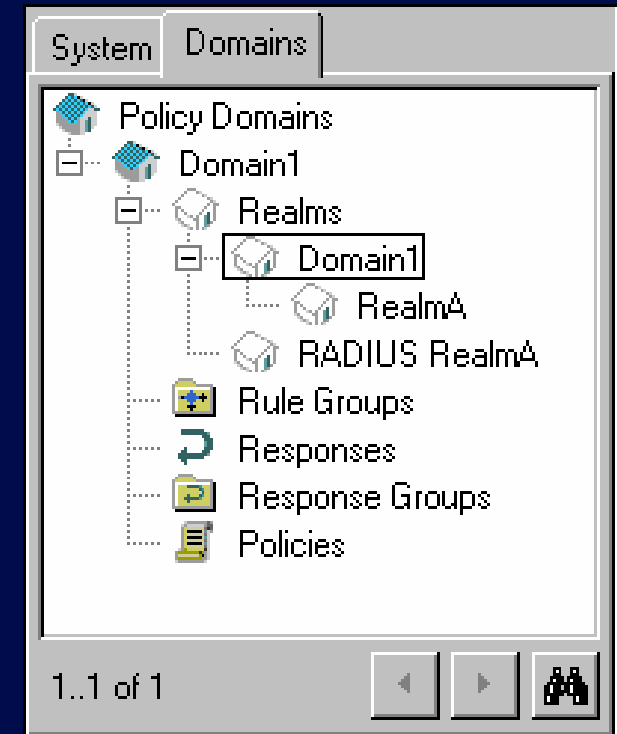 System Domains
Policy Domains
Domain1
Realms
Domain1
RealmA
RADIUS RealmA
Rule Groups
Responses
Response Groups
Policies
1..1 of 1